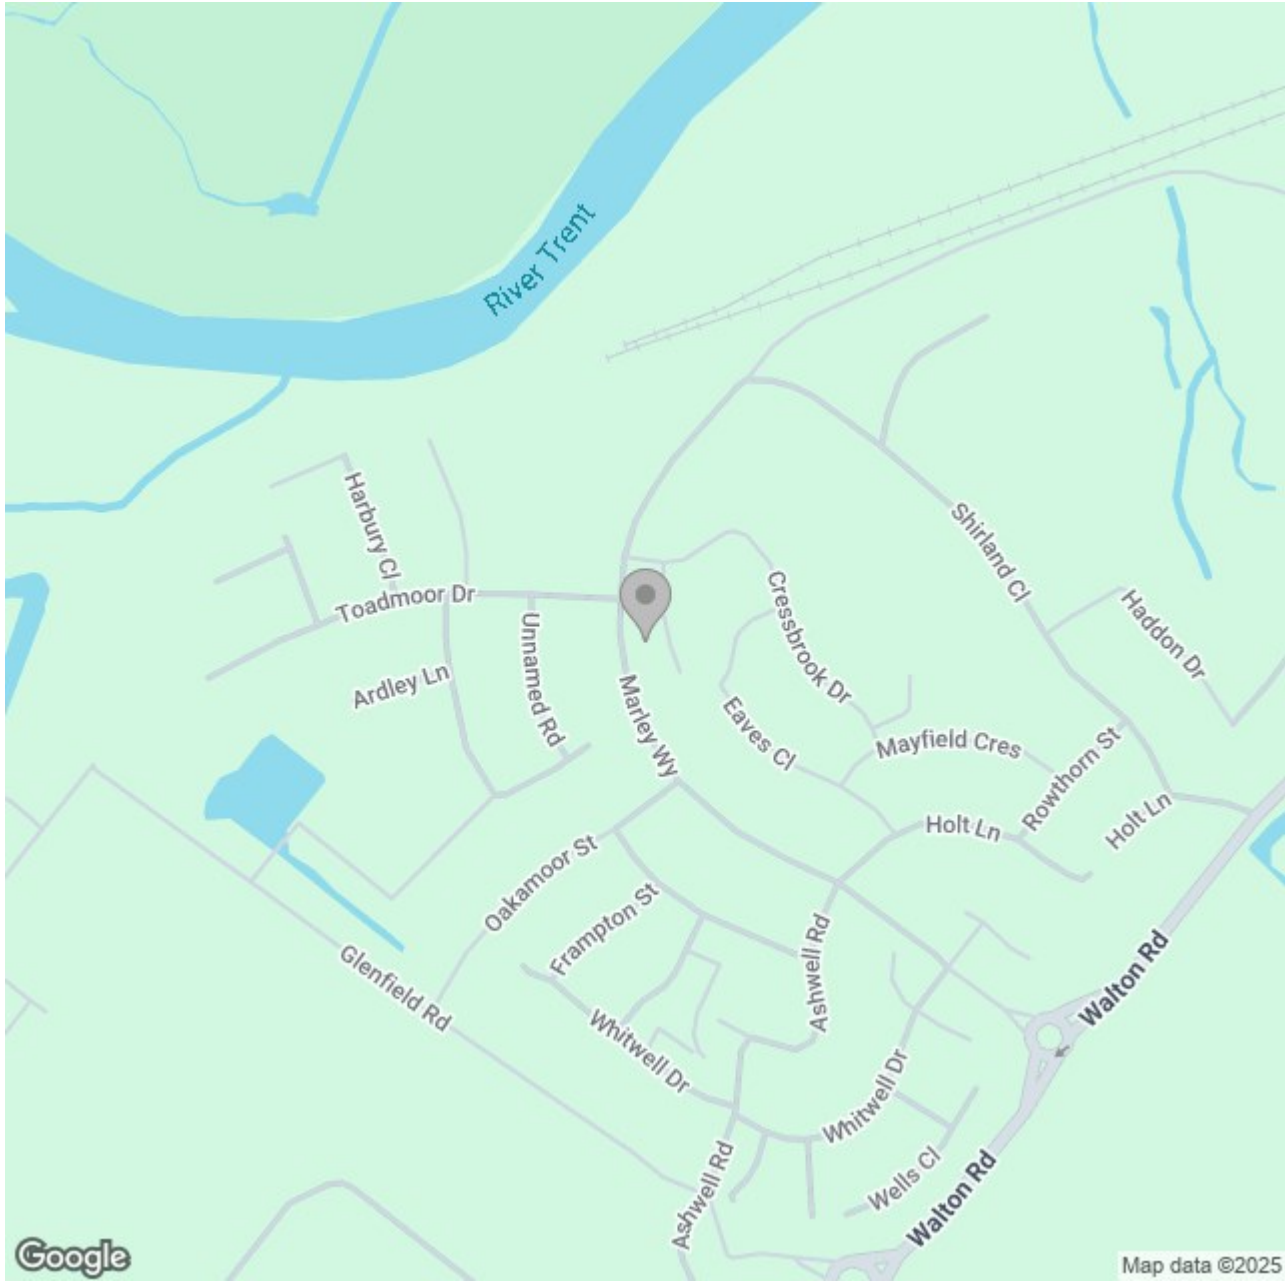 River Trent
Harbury Cl
Shirland Cl
Toadmoor Dr
Cressbrook Dr
Haddon Dr
Unnamed Rd
Ardley Ln
Marley Wy
Eaves Cl
Mayfield Cres
Rowthorn St
Holt Ln
Holt Ln
Oakamoor St
Frampton St
Ashwell Rd
Glenfield Rd
Walton Rd
Whitwell Dr
Whitwell Dr
Wells Cl
Ashwell Rd
Walton Rd
Google
Map data ©2025